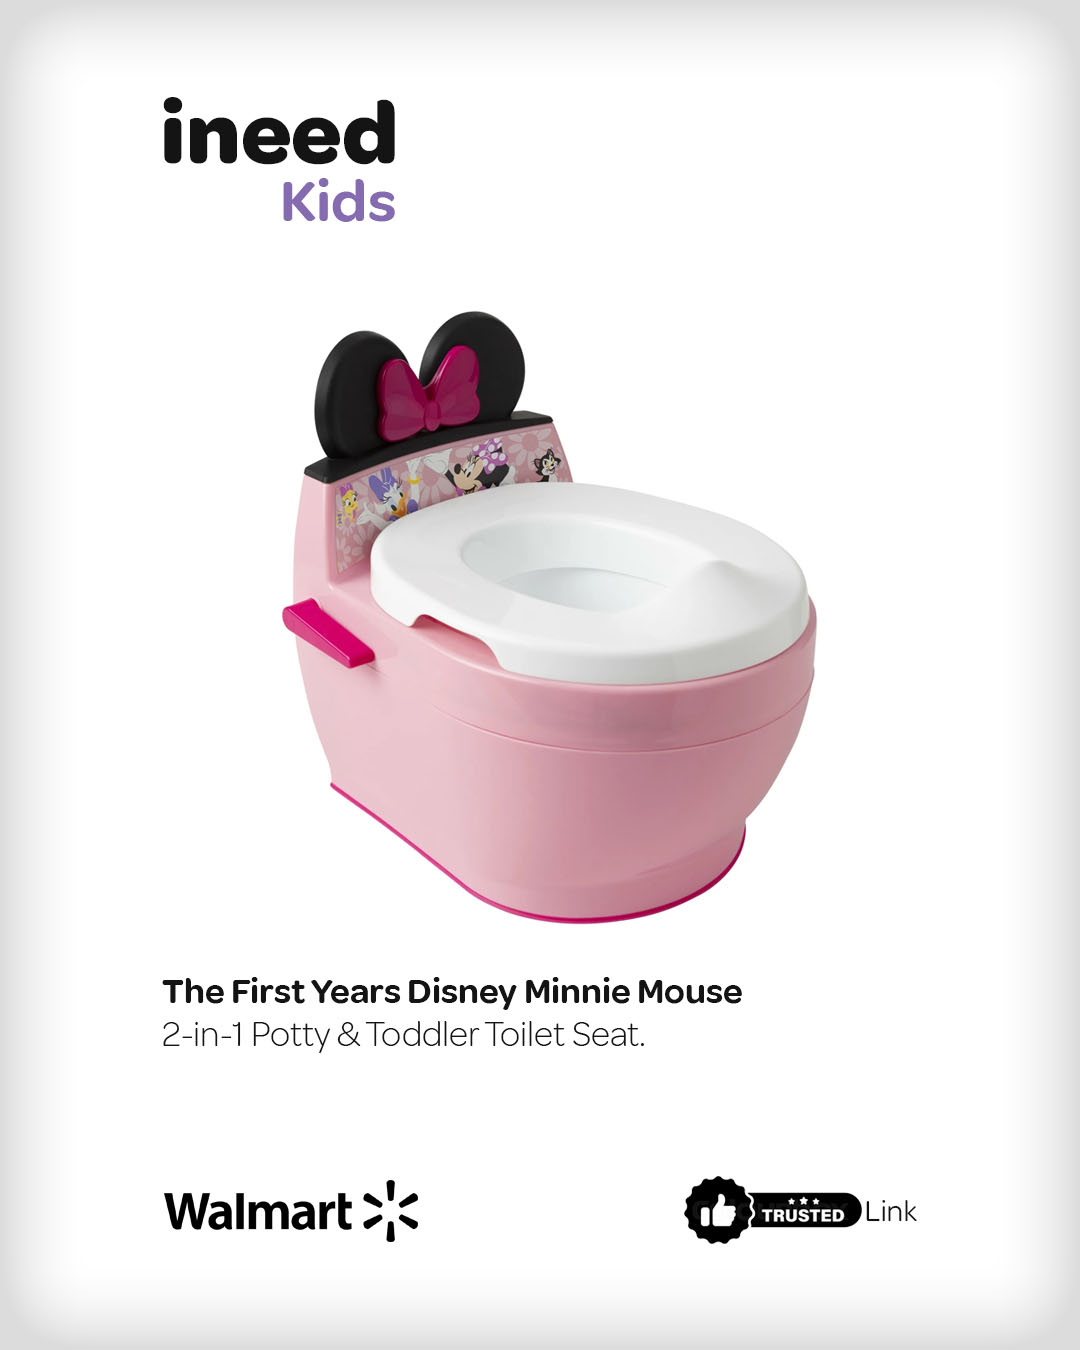 ineed
Kids
The First Years Disney Minnie Mouse
2-in-1 Potty & Toddler Toilet Seat.
Walmart
TRUSTED Link